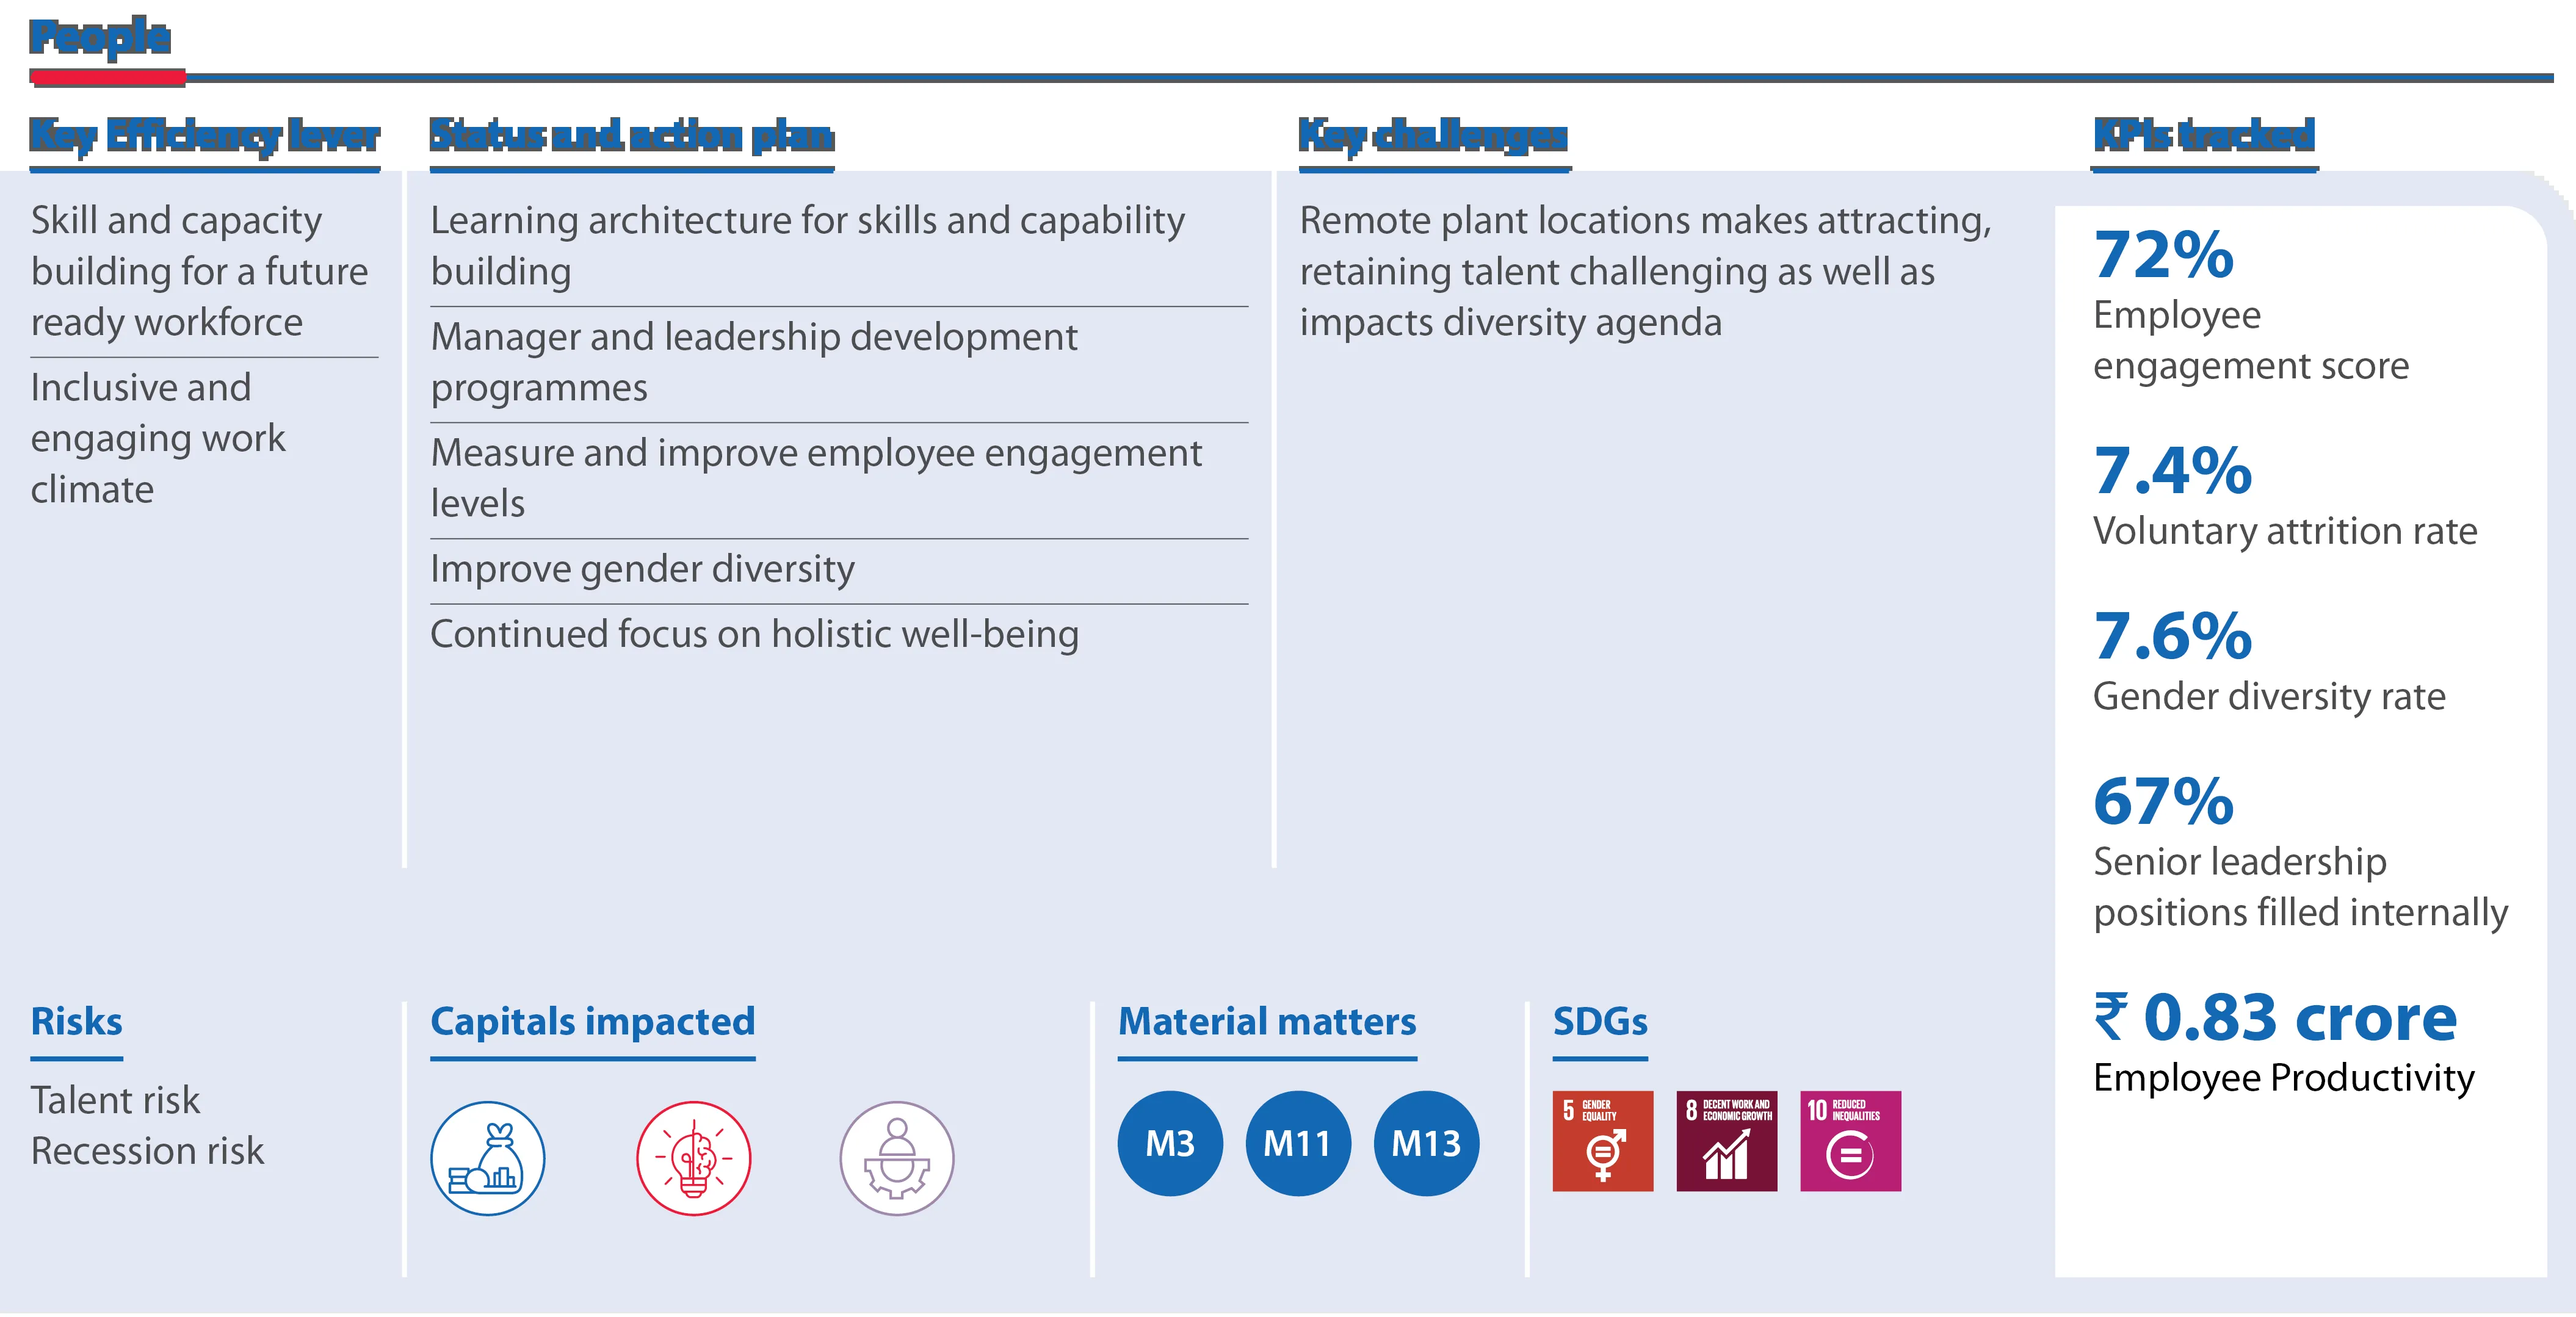 People
Key Efficiency lever
Skill and capacity
building for a future
ready workforce
Inclusive and
engaging work
climate
Status and action plan
Learning architecture for skills and capability
building
Manager and leadership development
programmes
Measure and improve employee engagement
levels
Improve gender diversity
Continued focus on holistic well-being
Key challenges
Remote plant locations makes attracting,
retaining talent challenging as well as
impacts diversity agenda
KPIs tracked
72%
Employee
engagement score
7.4%
Voluntary attrition rate
7.6%
Gender diversity rate
67%
Senior leadership
positions filled internally
₹ 0.83 crore
Employee Productivity
Risks
Talent risk
Recession risk
Capitals impacted
Material matters
M3
M11
M13
SDGs
5 GENDER
EQUALITY
8 DECENT WORK AND
ECONOMIC GROWTH
10 REDUCED
INEQUALITIES